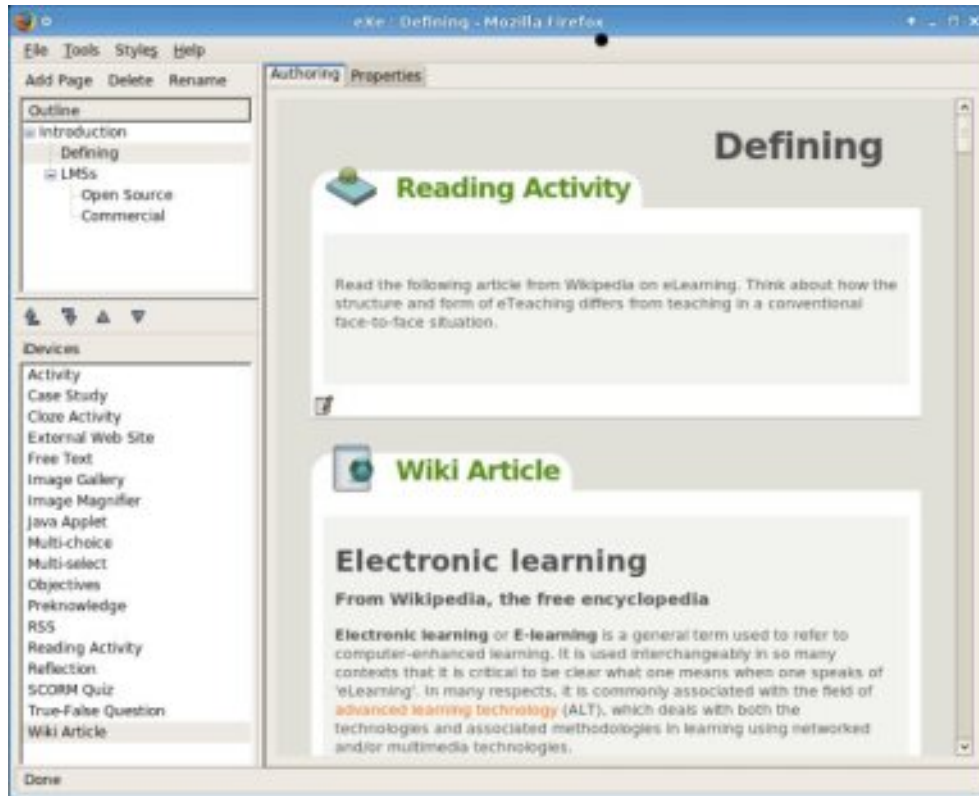 eXe : Defining - Mozilla Firefox
File Tools Styles Help
Add Page Delete Rename
Outline
Introduction
Defining
LMSs
Open Source
Commercial
iDevices
Activity
Case Study
Cloze Activity
External Web Site
Free Text
Image Gallery
Image Magnifier
Java Applet
Multi-choice
Multi-select
Objectives
Preknowledge
RSS
Reading Activity
Reflection
SCORM Quiz
True-False Question
Wiki Article
Authoring Properties
Defining
Reading Activity
Read the following article from Wikipedia on eLearning. Think about how the
structure and form of eTeaching differs from teaching in a conventional
face-to-face situation.
Wiki Article
Electronic learning
From Wikipedia, the free encyclopedia
Electronic learning or E-learning is a general term used to refer to
computer-enhanced learning. It is used interchangeably in so many
contexts that it is critical to be clear what one means when one speaks of
'eLearning'. In many respects, it is commonly associated with the field of
advanced learning technology (ALT), which deals with both the
technologies and associated methodologies in learning using networked
and/or multimedia technologies.
Done